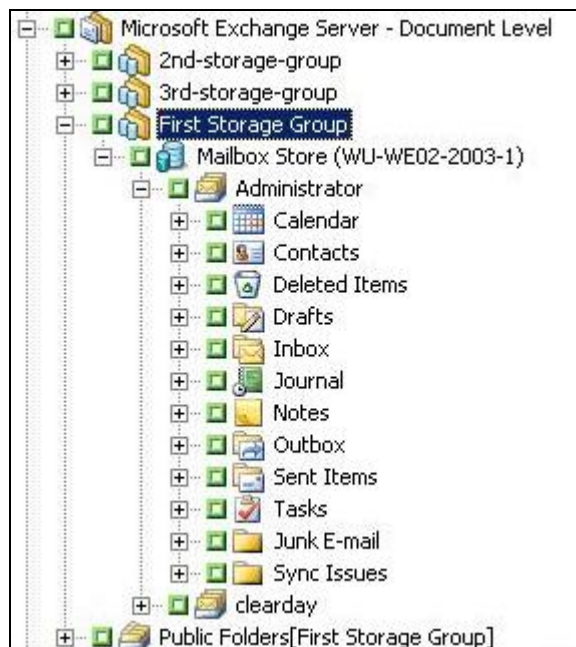 Microsoft Exchange Server - Document Level
2nd-storage-group
3rd-storage-group
First Storage Group
Mailbox Store (WU-WE02-2003-1)
Administrator
Calendar
Contacts
Deleted Items
Drafts
Inbox
Journal
Notes
Outbox
Sent Items
Tasks
Junk E-mail
Sync Issues
clearday
Public Folders[First Storage Group]